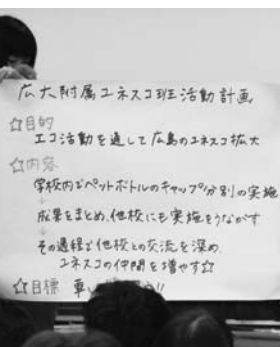 広大附属ユネスコ班活動計画
☆目的
エコ活動を通して広島のユネスコ拡大
☆内容
学校内でペットボトルのキャップ分別の実施
↓
成果をまとめ、他校にも実施をうながす
↓
その過程で他校との交流を深め、
ユネスコの仲間を増やす☆
☆目標